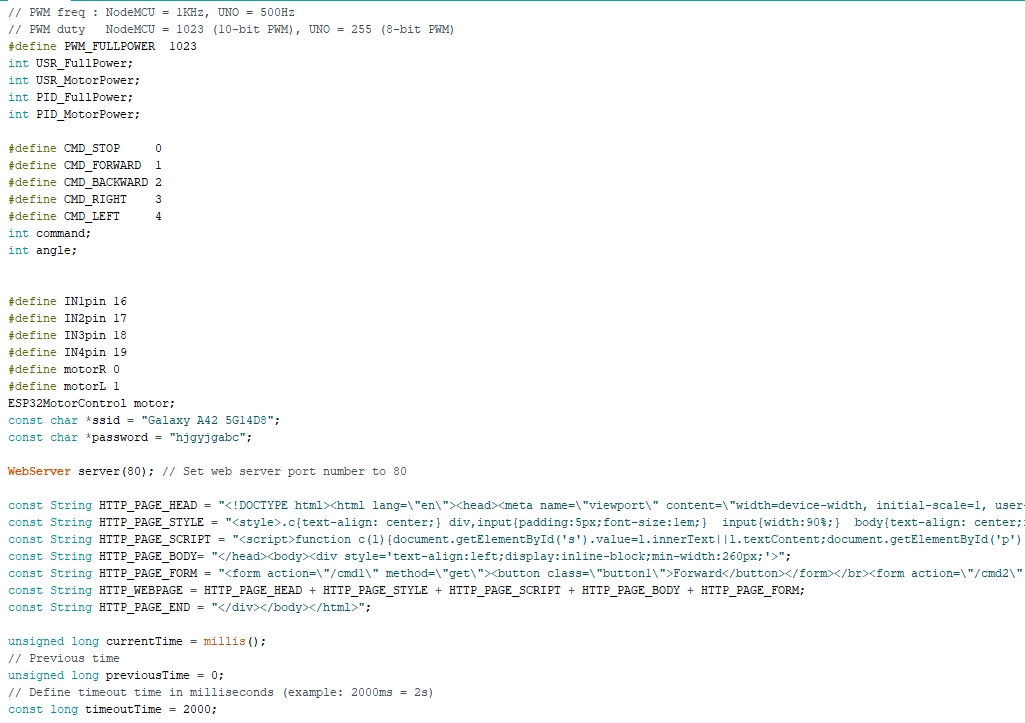 // PWM freq : NodeMCU = 1KHz, UNO = 500Hz
// PWM duty   NodeMCU = 1023 (10-bit PWM), UNO = 255 (8-bit PWM)
#define PWM_FULLPOWER  1023
int USR_FullPower;
int USR_MotorPower;
int PID_FullPower;
int PID_MotorPower;
#define CMD_STOP     0
#define CMD_FORWARD  1
#define CMD_BACKWARD 2
#define CMD_RIGHT    3
#define CMD_LEFT     4
int command;
int angle;
#define IN1pin 16
#define IN2pin 17
#define IN3pin 18
#define IN4pin 19
#define motorR 0
#define motorL 1
ESP32MotorControl motor;
const char *ssid = "Galaxy A42 5G14D8";
const char *password = "hjgyjgabc";
WebServer server(80); // Set web server port number to 80
const String HTTP_PAGE_HEAD = "<!DOCTYPE html><html lang=\"en\"><head><meta name=\"viewport\" content=\"width=device-width, initial-scale=1, user-
const String HTTP_PAGE_STYLE = "<style>.c{text-align: center;} div,input{padding:5px;font-size:1em;}  input{width:90%;}  body{text-align: center;
const String HTTP_PAGE_SCRIPT = "<script>function c(l){document.getElementById('s').value=l.innerText||l.textContent;document.getElementById('p')
const String HTTP_PAGE_BODY= "</head><body><div style='text-align:left;display:inline-block;min-width:260px;'>";
const String HTTP_PAGE_FORM = "<form action=\"/cmd1\" method=\"get\"><button class=\"button1\">Forward</button></form></br><form action=\"/cmd2\"
const String HTTP_WEBPAGE = HTTP_PAGE_HEAD + HTTP_PAGE_STYLE + HTTP_PAGE_SCRIPT + HTTP_PAGE_BODY + HTTP_PAGE_FORM;
const String HTTP_PAGE_END = "</div></body></html>";
unsigned long currentTime = millis();
// Previous time
unsigned long previousTime = 0;
// Define timeout time in milliseconds (example: 2000ms = 2s)
const long timeoutTime = 2000;